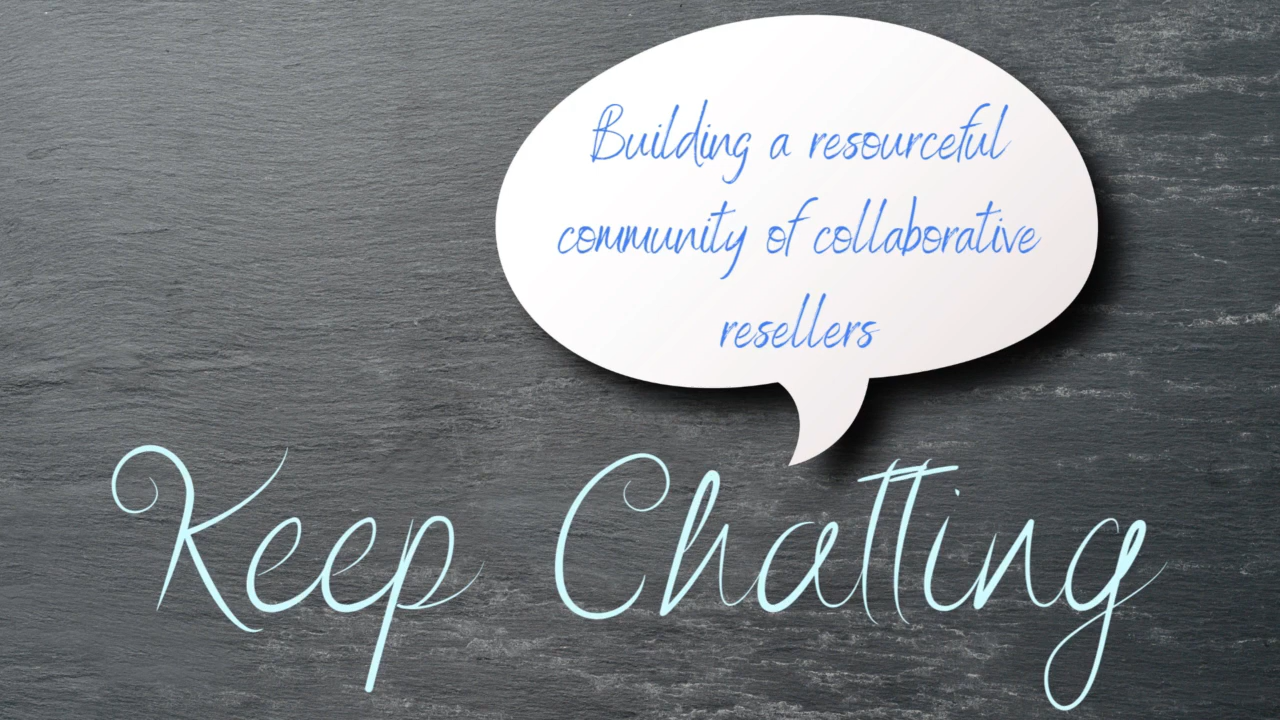 Building a resourceful
community of collaborative
resellers
Keep Chatting